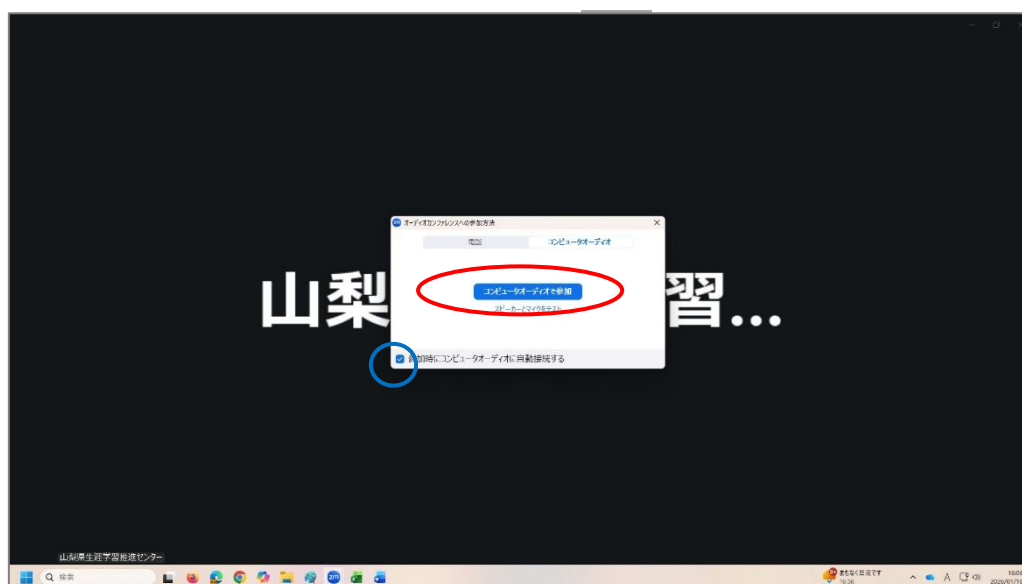 オーディオカンファレンスへの参加方法
電話
コンピュータオーディオ
コンピュータオーディオで参加
スピーカーとマイクをテスト
参加時にコンピュータオーディオに自動接続する
山梨
習...
山梨県生涯学習推進センター
検索
zm
まもなく日没です
16:56
A